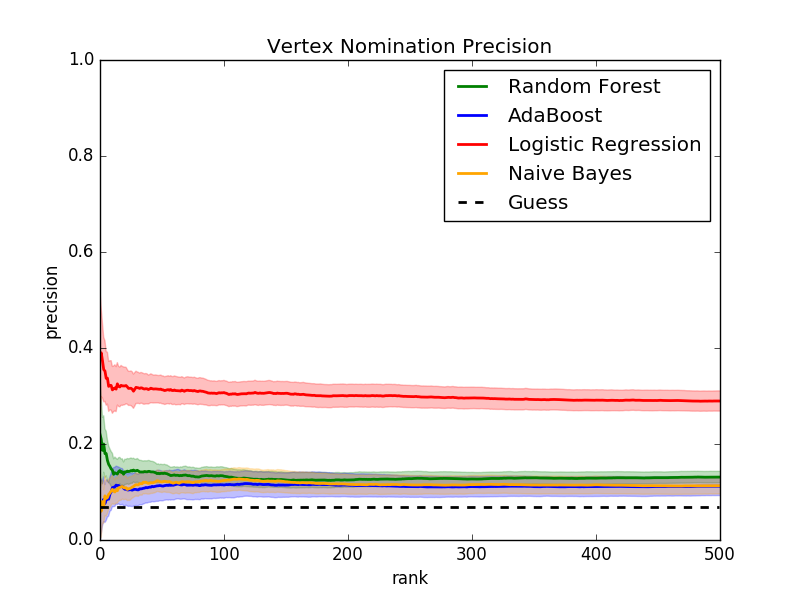 Vertex Nomination Precision
1.0
0.8
0.6
0.4
0.2
0.0
precision
Random Forest
AdaBoost
Logistic Regression
Naive Bayes
Guess
0 100 200 300 400 500
rank